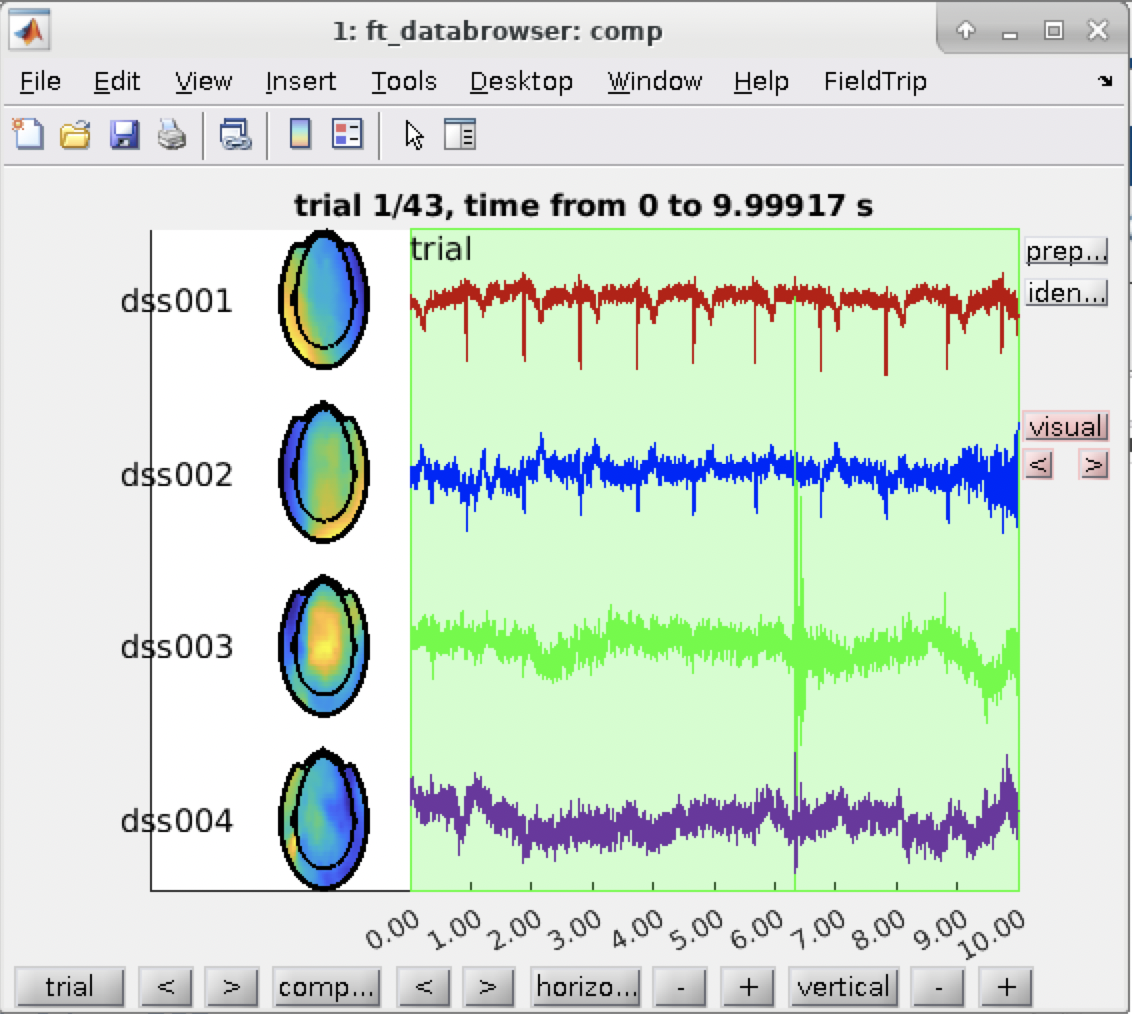 1: ft_databrowser: comp
File Edit View Insert Tools Desktop Window Help FieldTrip
trial 1/43, time from 0 to 9.99917 s
trial
prep...
dss001
iden...
visual
< >
dss002
dss003
dss004
0.00 1.00 2.00 3.00 4.00 5.00 6.00 7.00 8.00 9.00 10.00
trial < > comp... < > horizo... - + vertical - +